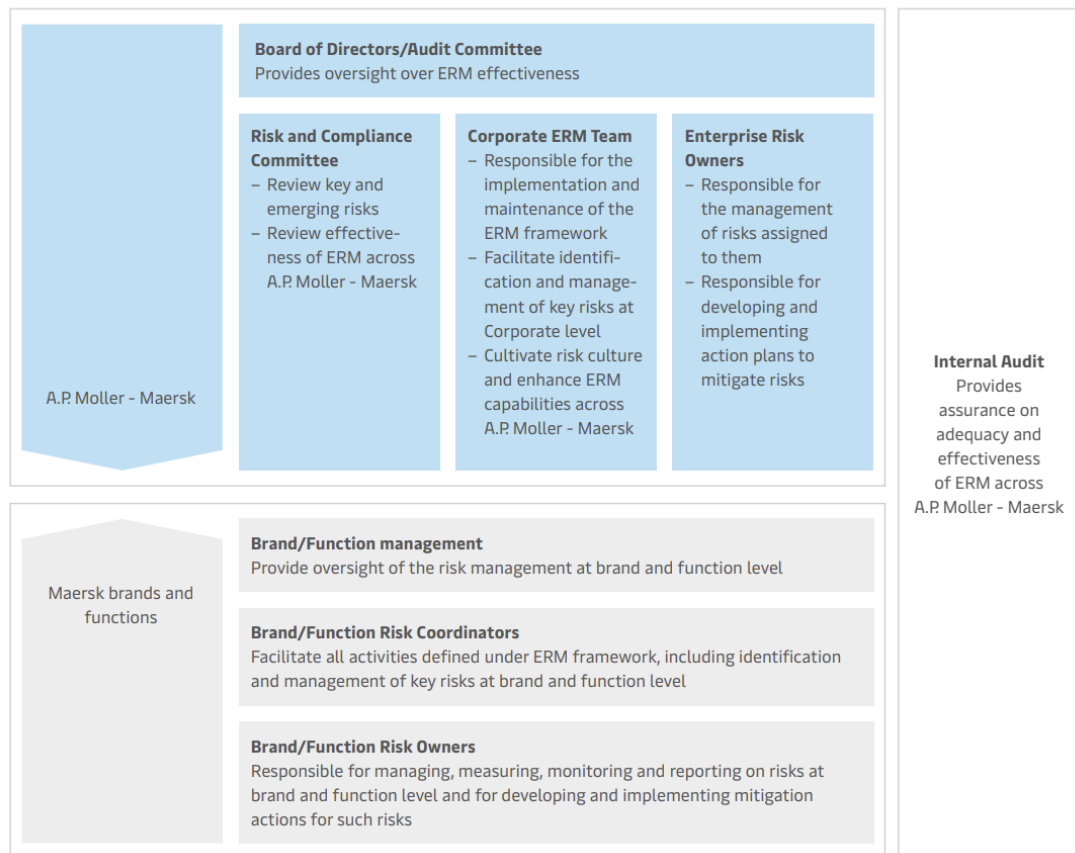 A.P. Moller - Maersk
Board of Directors/Audit Committee
Provides oversight over ERM effectiveness
Risk and Compliance
Committee
– Review key and
emerging risks
– Review effective-
ness of ERM across
A.P. Moller - Maersk
Corporate ERM Team
– Responsible for the
implementation and
maintenance of the
ERM framework
– Facilitate identifi-
cation and manage-
ment of key risks at
Corporate level
– Cultivate risk culture
and enhance ERM
capabilities across
A.P. Moller - Maersk
Enterprise Risk
Owners
– Responsible for
the management
of risks assigned
to them
– Responsible for
developing and
implementing
action plans to
mitigate risks
Maersk brands and
functions
Brand/Function management
Provide oversight of the risk management at brand and function level
Brand/Function Risk Coordinators
Facilitate all activities defined under ERM framework, including identification
and management of key risks at brand and function level
Brand/Function Risk Owners
Responsible for managing, measuring, monitoring and reporting on risks at
brand and function level and for developing and implementing mitigation
actions for such risks
Internal Audit
Provides
assurance on
adequacy and
effectiveness
of ERM across
A.P. Moller - Maersk